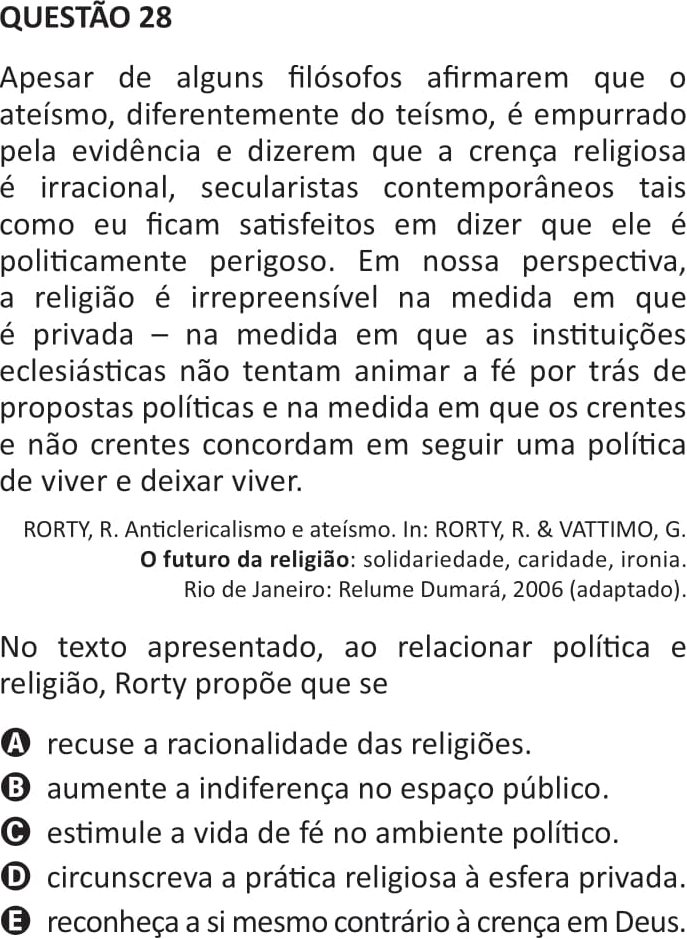 QUESTÃO 28
Apesar de alguns filósofos afirmarem que o
ateísmo, diferentemente do teísmo, é empurrado
pela evidência e dizerem que a crença religiosa
é irracional, secularistas contemporâneos tais
como eu ficam satisfeitos em dizer que ele é
politicamente perigoso. Em nossa perspectiva,
a religião é irrepreensível na medida em que
é privada – na medida em que as instituições
eclesiásticas não tentam animar a fé por trás de
propostas políticas e na medida em que os crentes
e não crentes concordam em seguir uma política
de viver e deixar viver.
RORTY, R. Anticlericalismo e ateísmo. In: RORTY, R. & VATTIMO, G.
O futuro da religião: solidariedade, caridade, ironia.
Rio de Janeiro: Relume Dumará, 2006 (adaptado).
No texto apresentado, ao relacionar política e
religião, Rorty propõe que se
A recuse a racionalidade das religiões.
B aumente a indiferença no espaço público.
C estimule a vida de fé no ambiente político.
D circunscreva a prática religiosa à esfera privada.
E reconheça a si mesmo contrário à crença em Deus.